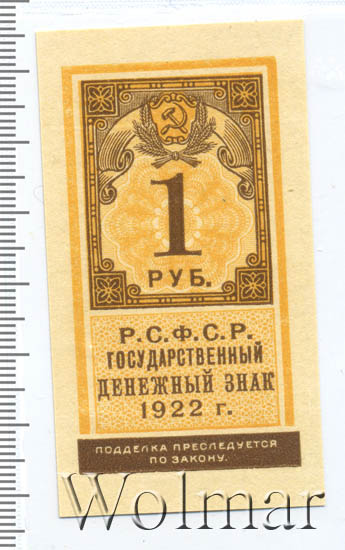 1
РУБ.
Р.С.Ф.С.Р.
ГОСУДАРСТВЕННЫЙ
ДЕНЕЖНЫЙ ЗНАК
1922 г.
ПОДДЕЛКА ПРЕСЛЕДУЕТСЯ
ПО ЗАКОНУ.
Wolmar